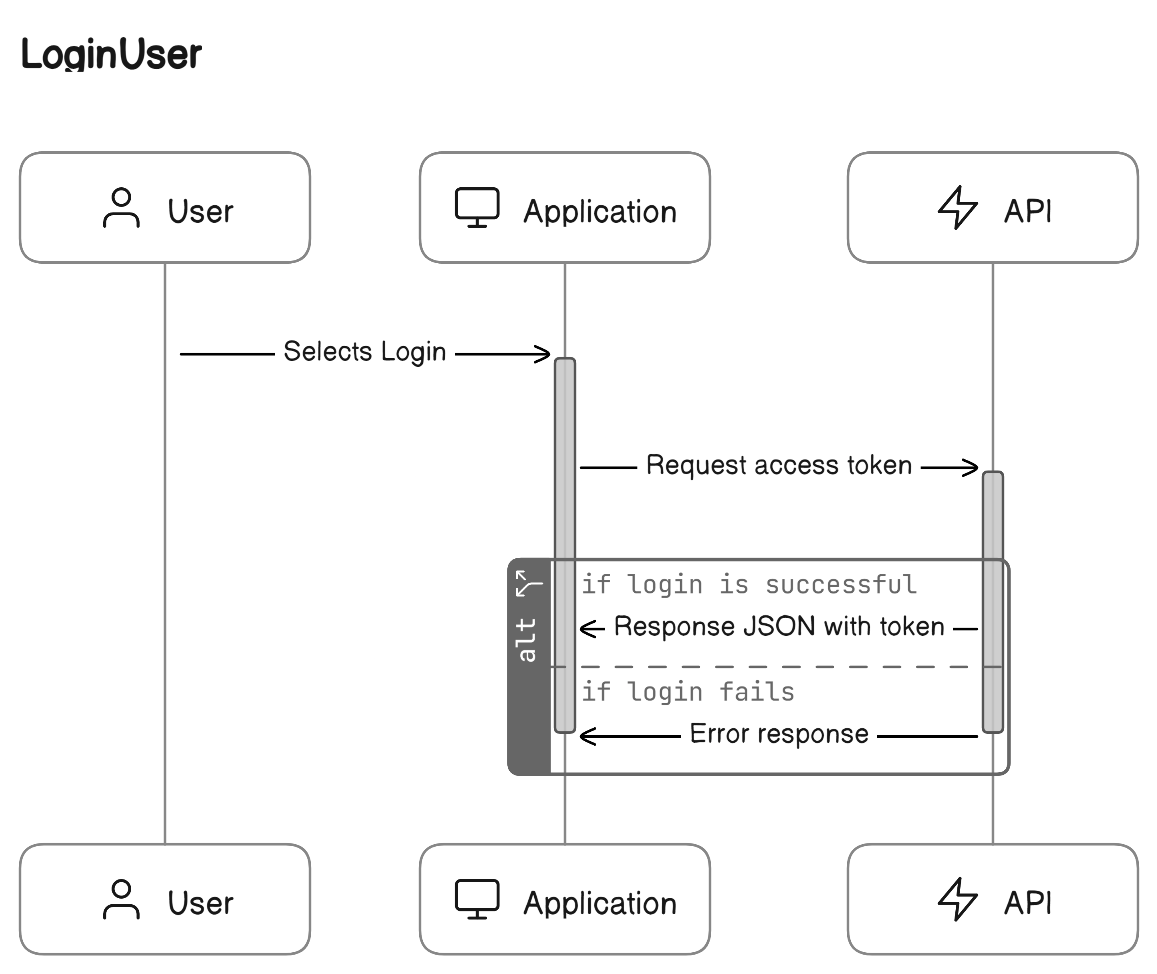 LoginUser
User
Application
API
Selects Login
Request access token
alt
if login is successful
Response JSON with token
if login fails
Error response
User
Application
API